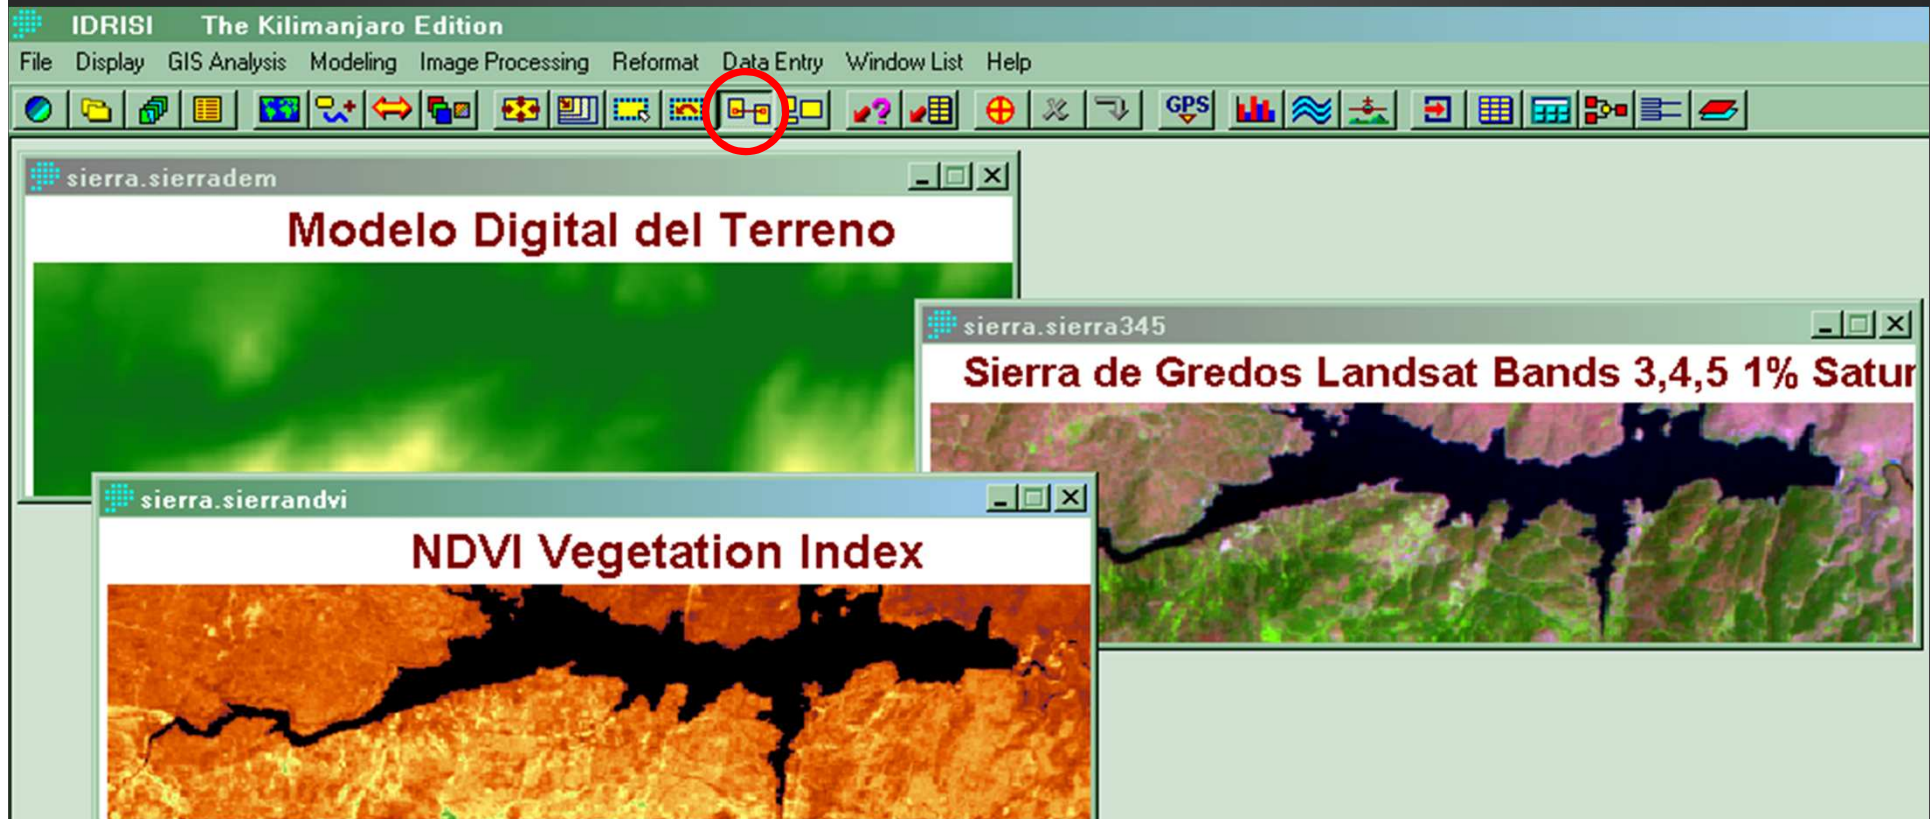 IDRISI The Kilimanjaro Edition
File Display GIS Analysis Modeling Image Processing Reformat Data Entry Window List Help
GPS
sierra.sierradem
Modelo Digital del Terreno
sierra.sierra345
Sierra de Gredos Landsat Bands 3,4,5 1% Satur
sierra.sierrandvi
NDVI Vegetation Index